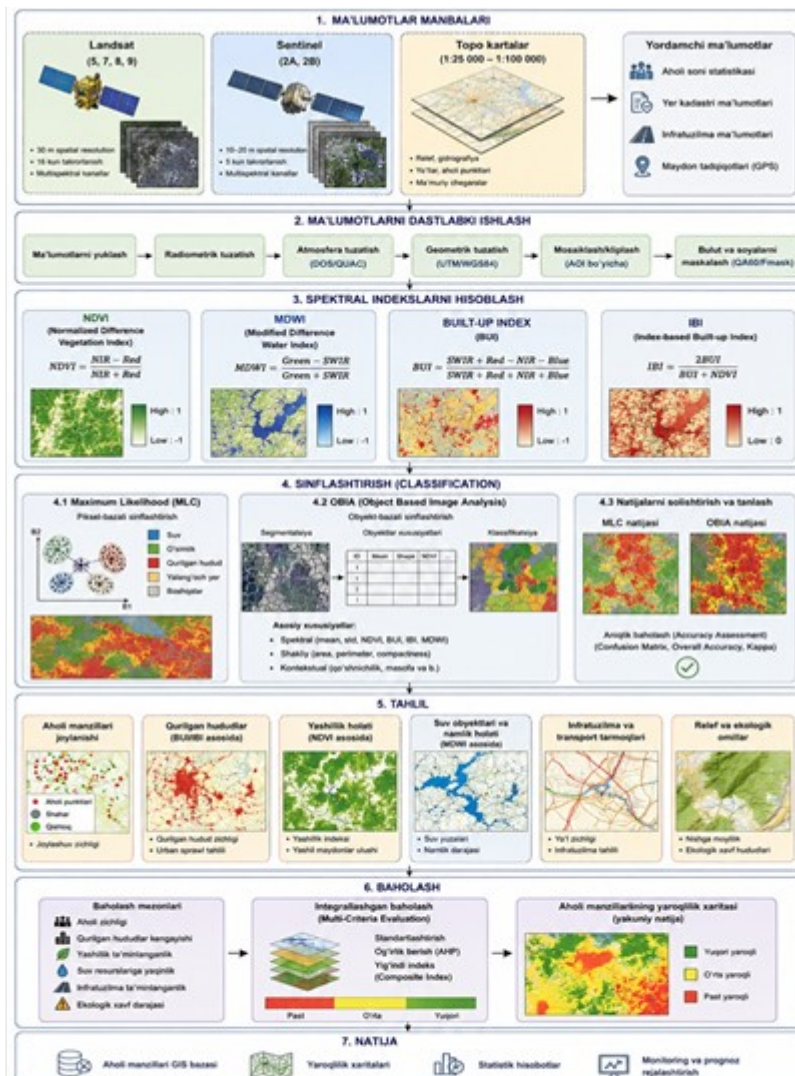 1. MA'LUMOTLAR MANBALARI
Landsat
(5, 7, 8, 9)
• 30 m spatial resolution
• 16 kun takrorlanish
• Multispektral kanallar
Sentinel
(2A, 2B)
• 10–20 m spatial resolution
• 5 kun takrorlanish
• Multispektral kanallar
Topo kartalar
(1:25 000 – 1:100 000)
• Relef, gidrografiya
• Yo'llar, aholi punktlari
• Ma'muriy chegaralar
Yordamchi ma'lumotlar
Aholi soni statistikasi
Yer kadastri ma'lumotlari
Infratuzilma ma'lumotlari
Maydon tadqiqotlari (GPS)
2. MA'LUMOTLARNI DASTLABKI ISHLASH
Ma'lumotlarni yuklash
Radiometrik tuzatish
Atmosfera tuzatish
(DOS/QUAC)
Geometrik tuzatish
(UTM/WGS84)
Mosaiklash/kliplash
(AOI bo'yicha)
Bulut va soyalarni
maskalash (QA60/Fmask)
3. SPEKTRAL INDEKSLARNI HISOBLASH
NDVI
(Normalized Difference
Vegetation Index)
NDVI = NIR − Red / NIR + Red
High : 1
Low : -1
MDWI
(Modified Difference
Water Index)
MDWI = Green − SWIR / Green + SWIR
High : 1
Low : -1
BUILT-UP INDEX
(BUI)
BUI = SWIR + Red − NIR − Blue / SWIR + Red + NIR + Blue
High : 1
Low : -1
IBI
(Index-based Built-up Index)
IBI = 2BUI / BUI + NDVI
High : 1
Low : 0
4. SINFLASHTIRISH (CLASSIFICATION)
4.1 Maximum Likelihood (MLC)
Piksel-bazali sinflashtirish
B2
B1
Suv
O'simlik
Qurilgan hudud
Yalang'och yer
Boshqalar
4.2 OBIA (Object Based Image Analysis)
Obyekt-bazali sinflashtirish
Segmentatsiya
Obyektlar xususiyatlari
Klassifikatsiya
ID Mean Shape NDVI
Asosiy xususiyatlar:
• Spektral (mean, std, NDVI, BUI, IBI, MDWI)
• Shakliy (area, perimeter, compactness)
• Kontekstual (qo'shnichilik, masofa va b.)
4.3 Natijalarni solishtirish va tanlash
MLC natijasi
OBIA natijasi
Aniqlik baholash (Accuracy Assessment)
(Confusion Matrix, Overall Accuracy, Kappa)
5. TAHLIL
Aholi manzillari
joylanishi
Aholi punktlari
Shahar
Qishloq
• Joylashuv zichligi
Qurilgan hududlar
(BUI/IBI asosida)
• Qurilgan hudud zichligi
• Urban sprawl tahlili
Yashillik holati
(NDVI asosida)
• Yashillik indeksi
• Yashil maydonlar ulushi
Suv obyektlari va
namlik holati
(MDWI asosida)
• Suv yuzalari
• Namlik darajasi
Infratuzilma va
transport tarmoqlari
• Yo'l zichligi
• Infratuzilma tahlili
Relef va ekologik
omillar
• Nishga moyillik
• Ekologik xavf hududlari
6. BAHOLASH
Baholash mezonlari
Aholi zichligi
Qurilgan hududlar kengayishi
Yashillik ta'minlanganlik
Suv resurslariga yaqinlik
Infratuzilma ta'minlanganlik
Ekologik xavf darajasi
Integrallashgan baholash
(Multi-Criteria Evaluation)
Standartlashtirish
Og'irlik berish (AHP)
Yig'indi indeks
(Composite Index)
Past
O'rta
Yuqori
Aholi manzillarining yaroqlilik xaritasi
(yakuniy natija)
Yuqori yaroqli
O'rta yaroqli
Past yaroqli
7. NATIJA
Aholi manzillari GIS bazasi
Yaroqlilik xaritalari
Statistik hisobotlar
Monitoring va prognoz
rejalashtirish